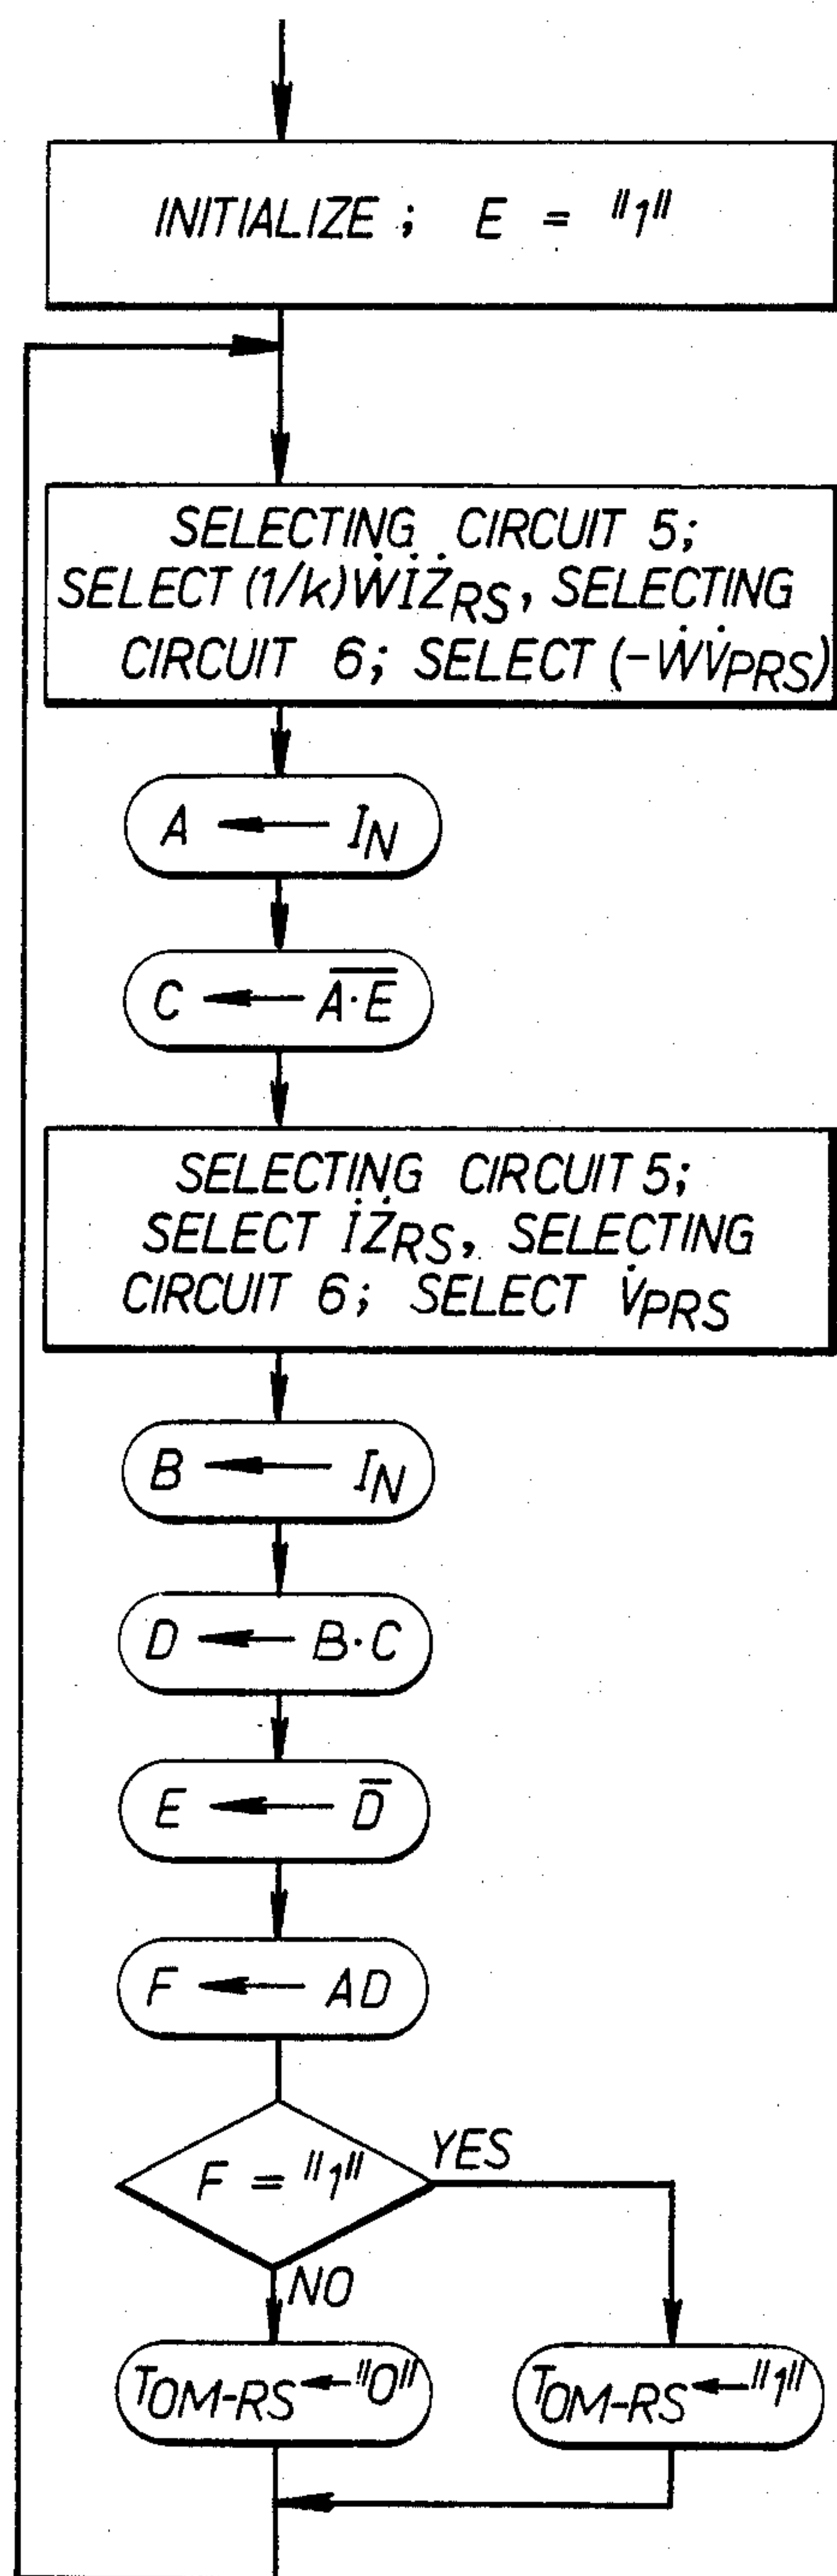 INITIALIZE ; E = "1"
SELECTING CIRCUIT 5;
SELECT (1/k)ẆİŻRS, SELECTING
CIRCUIT 6; SELECT (-ẆV̇PRS)
A ← IN
C ← A̅·̅E̅
SELECTING CIRCUIT 5;
SELECT İŻRS, SELECTING
CIRCUIT 6; SELECT V̇PRS
B ← IN
D ← B·C
E ← D̅
F ← AD
F = "1"
YES
NO
TOM-RS ← "0"
TOM-RS ← "1"